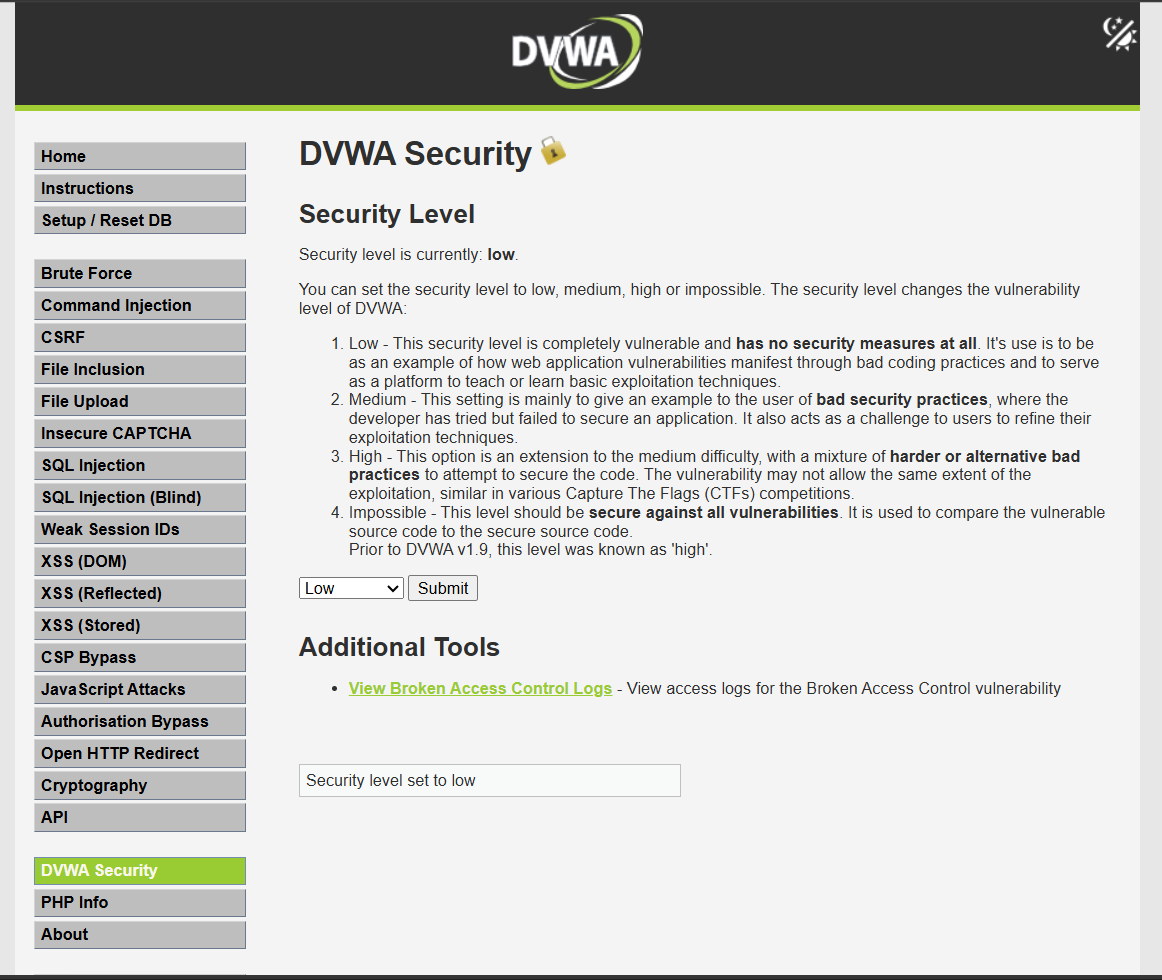 DVWA
Home
Instructions
Setup / Reset DB
Brute Force
Command Injection
CSRF
File Inclusion
File Upload
Insecure CAPTCHA
SQL Injection
SQL Injection (Blind)
Weak Session IDs
XSS (DOM)
XSS (Reflected)
XSS (Stored)
CSP Bypass
JavaScript Attacks
Authorisation Bypass
Open HTTP Redirect
Cryptography
API
DVWA Security
PHP Info
About
DVWA Security
Security Level
Security level is currently: low.
You can set the security level to low, medium, high or impossible. The security level changes the vulnerability
level of DVWA:
1. Low - This security level is completely vulnerable and has no security measures at all. It's use is to be
as an example of how web application vulnerabilities manifest through bad coding practices and to serve
as a platform to teach or learn basic exploitation techniques.
2. Medium - This setting is mainly to give an example to the user of bad security practices, where the
developer has tried but failed to secure an application. It also acts as a challenge to users to refine their
exploitation techniques.
3. High - This option is an extension to the medium difficulty, with a mixture of harder or alternative bad
practices to attempt to secure the code. The vulnerability may not allow the same extent of the
exploitation, similar in various Capture The Flags (CTFs) competitions.
4. Impossible - This level should be secure against all vulnerabilities. It is used to compare the vulnerable
source code to the secure source code.
Prior to DVWA v1.9, this level was known as 'high'.
Low Submit
Additional Tools
• View Broken Access Control Logs - View access logs for the Broken Access Control vulnerability
Security level set to low